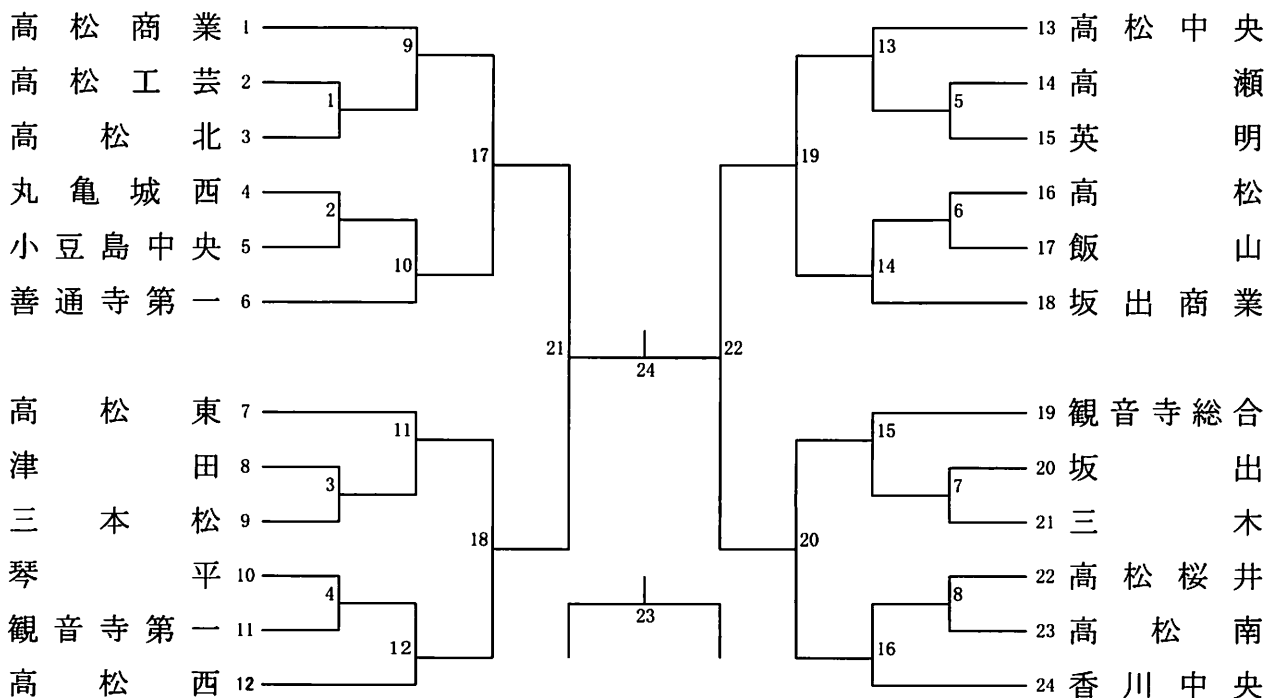 高松商業 1
9
高松工芸 2
1
高松北 3
17
丸亀城西 4
2
小豆島中央 5
10
善通寺第一 6
21
高松東 7
11
津田 8
3
三本松 9
18
琴平 10
4
観音寺第一 11
12
高松西 12
24
23
13 高松中央
13
14 高瀬
5
15 英明
19
16 高松
6
17 飯山
14
18 坂出商業
22
19 観音寺総合
15
20 坂出
7
21 三木
20
22 高松桜井
8
23 高松南
16
24 香川中央